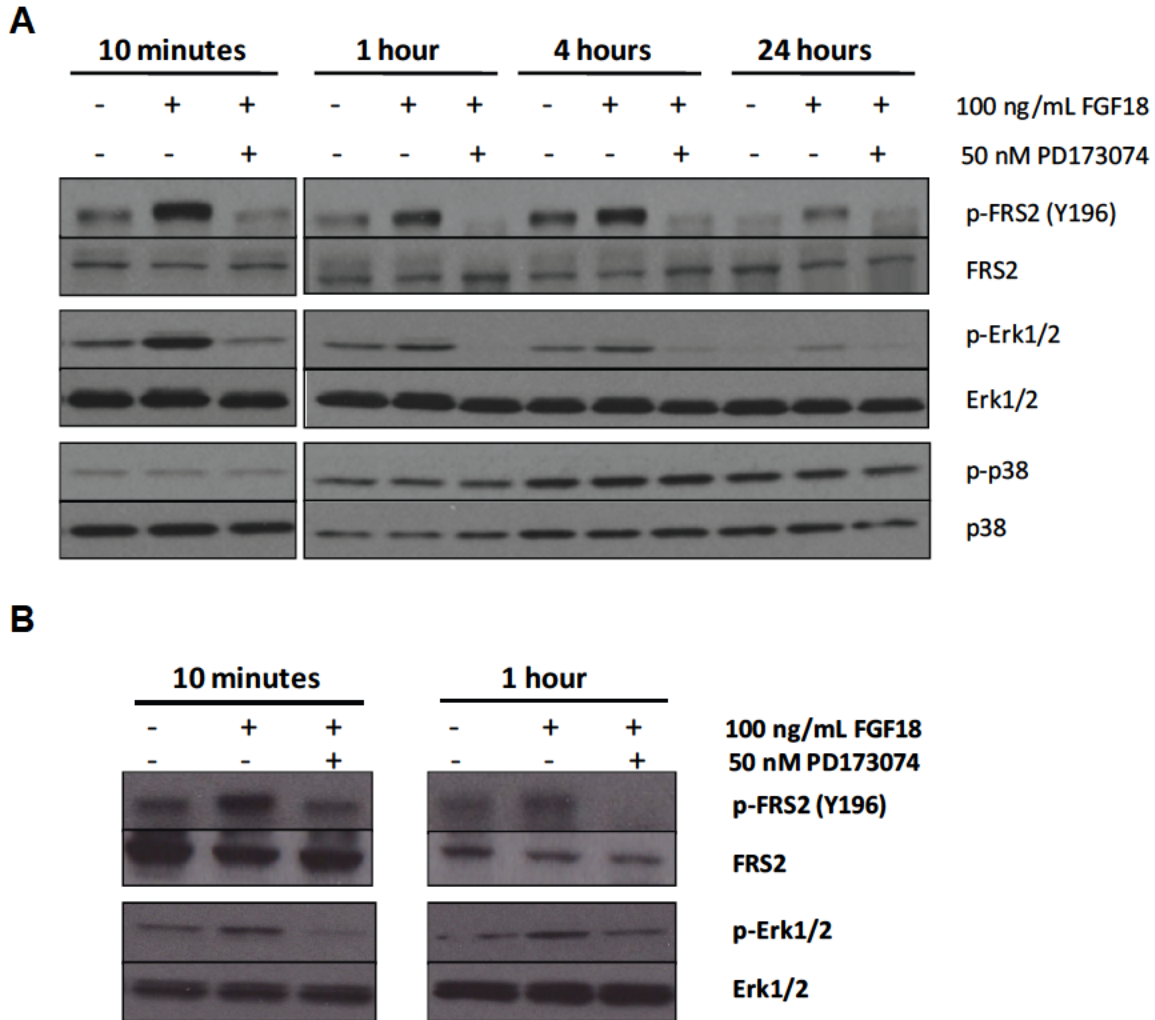 A
10 minutes 1 hour 4 hours 24 hours
- + + - + + - + + - + + 100 ng/mL FGF18
- - + - - + - - + - - + 50 nM PD173074
p-FRS2 (Y196)
FRS2
p-Erk1/2
Erk1/2
p-p38
p38
B
10 minutes 1 hour
- + + - + + 100 ng/mL FGF18
- - + - - + 50 nM PD173074
p-FRS2 (Y196)
FRS2
p-Erk1/2
Erk1/2